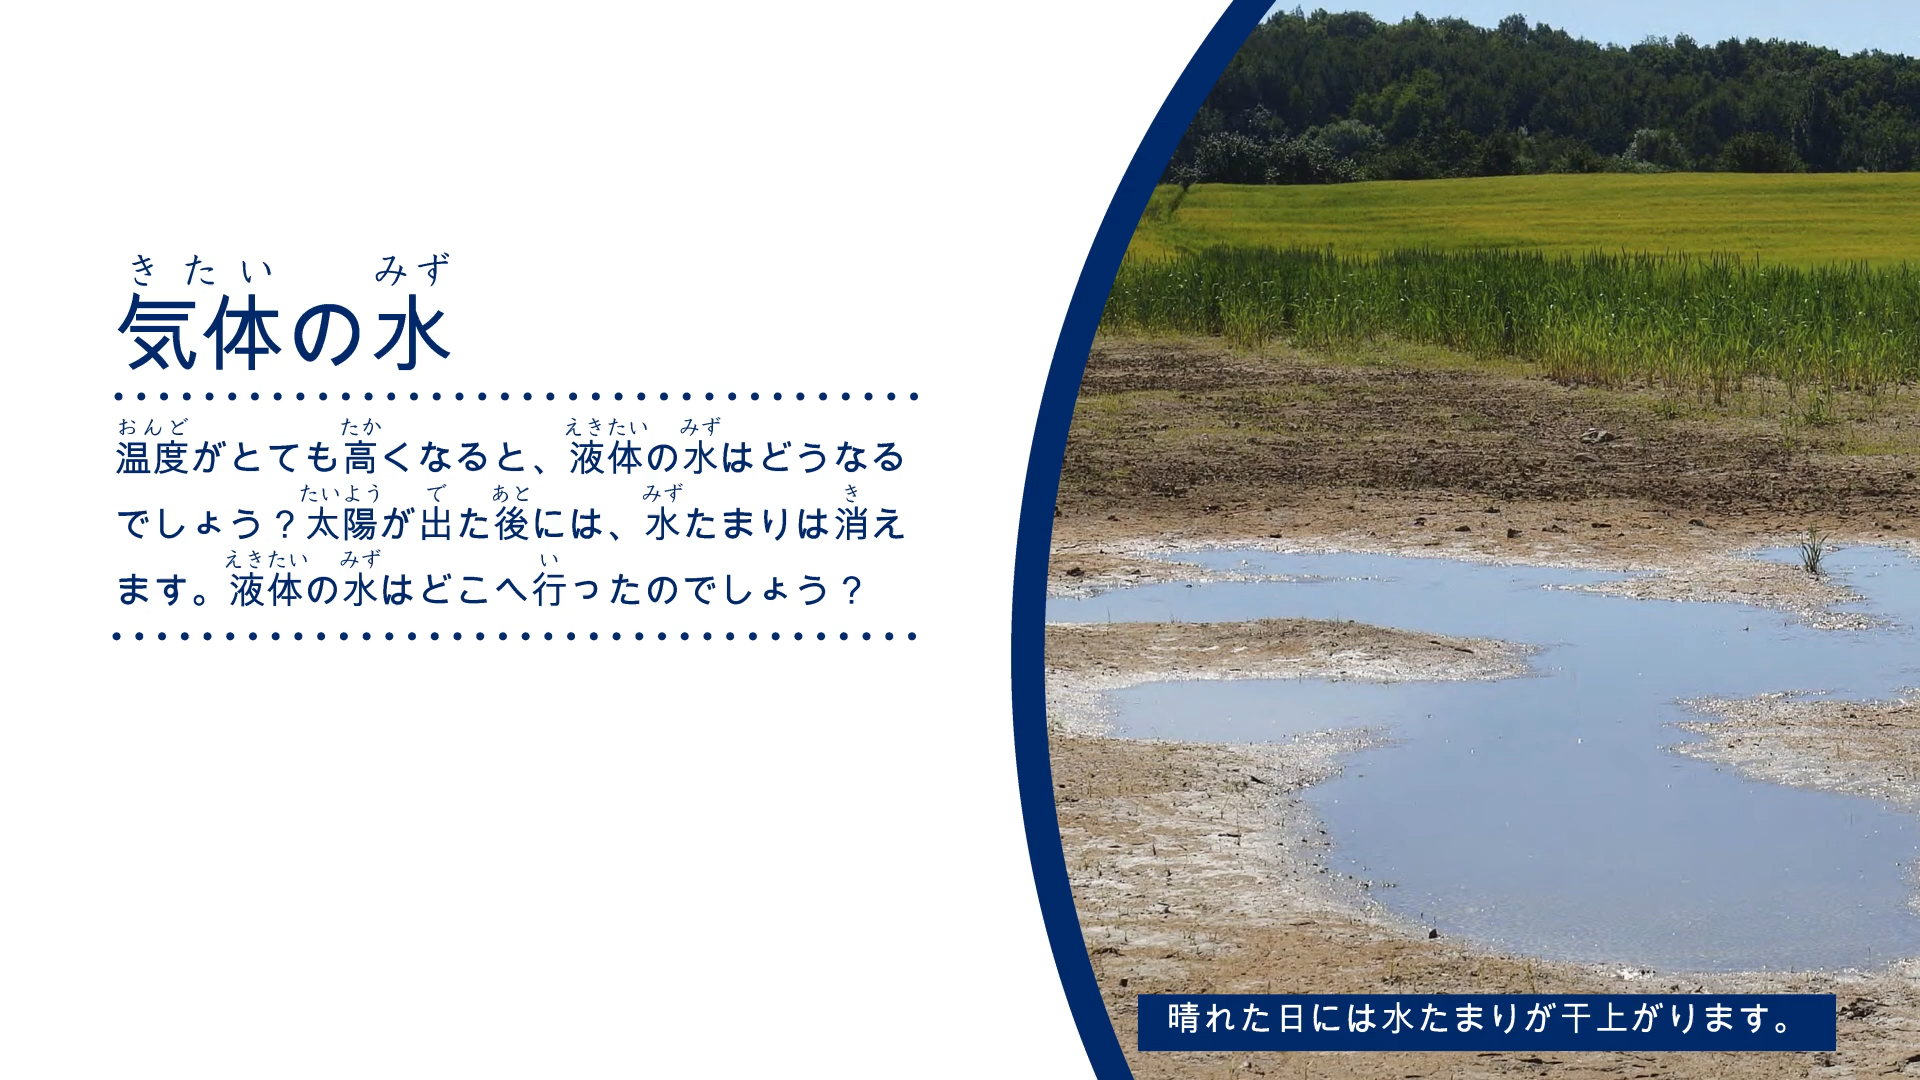 きたい みず
気体の水
おんど たか えきたい みず
温度がとても高くなると、液体の水はどうなる
たいよう で あと みず き
でしょう？太陽が出た後には、水たまりは消え
えきたい みず い
ます。液体の水はどこへ行ったのでしょう？
晴れた日には水たまりが干上がります。